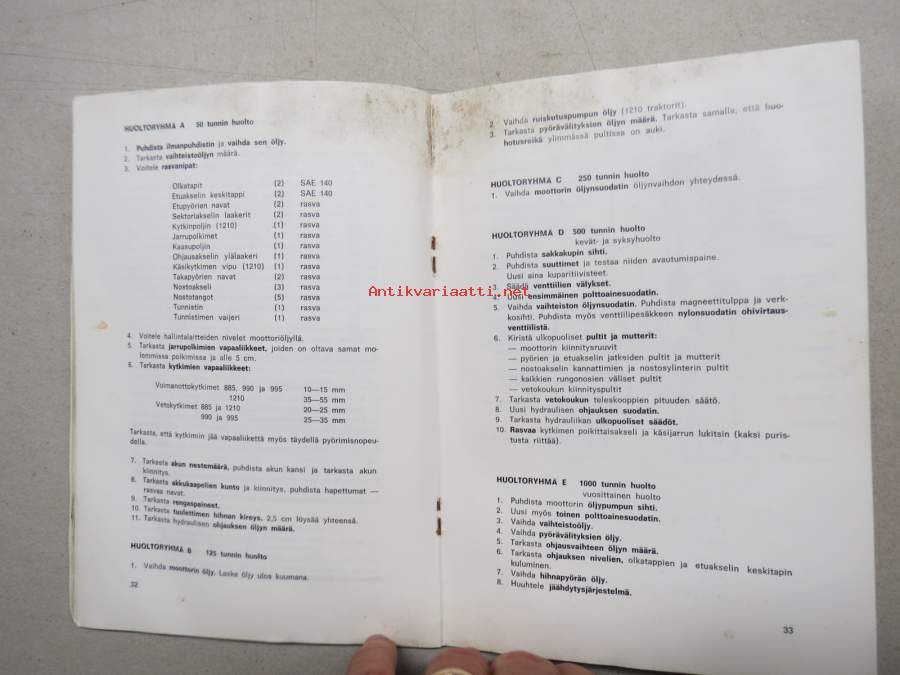 HUOLTORYHMÄ A 50 tunnin huolto
1. Puhdista ilmanpuhdistin ja vaihda sen öljy.
2. Tarkasta vaihteistoöljyn määrä.
3. Voitele rasvanipat:
Olkatapit (2) SAE 140
Etuakselin keskitappi (2) SAE 140
Etupyörien navat (2) rasva
Sektoriakselin laakerit (2) rasva
Kytkinpoljin (1210) (1) rasva
Jarrupolkimet (1) rasva
Kaasupoljin (1) rasva
Ohjausakselin ylälaakeri (1) rasva
Käsikytkimen vipu (1210) (1) rasva
Takapyörien navat (2) rasva
Nostoakseli (3) rasva
Nostotangot (5) rasva
Tunnistin (1) rasva
Tunnistimen vaijeri (1) rasva
4. Voitele hallintalaitteiden nivelet moottoriöljyllä.
5. Tarkasta jarrupolkimien vapaaliikkeet, joiden on oltava samat mo-
lemmissa polkimissa ja alle 5 cm.
6. Tarkasta kytkimien vapaaliikkeet:
Voimanottokytkimet 885, 990 ja 995 10—15 mm
1210 35—55 mm
Vetokytkimet 885 ja 1210 20—25 mm
990 ja 995 25—35 mm
Tarkasta, että kytkimiin jää vapaaliikettä myös täydellä pyörimisnopeu-
della.
7. Tarkasta akun nestemäärä, puhdista akun kansi ja tarkasta akun
kiinnitys.
8. Tarkasta akkukaapelien kunto ja kiinnitys, puhdista hapettumat —
rasvaa navat.
9. Tarkasta rengaspaineet.
10. Tarkasta tuulettimen hihnan kireys, 2,5 cm löysää yhteensä.
11. Tarkasta hydraulisen ohjauksen öljyn määrä.
HUOLTORYHMÄ B 125 tunnin huolto
1. Vaihda moottorin öljy. Laske öljy ulos kuumana.
32
2. Vaihda ruiskutuspumpun öljy (1210 traktorit).
3. Tarkasta pyörävälityksien öljyn määrä. Tarkasta samalla, että huo-
hotusreikä ylimmässä pultissa on auki.
HUOLTORYHMÄ C 250 tunnin huolto
1. Vaihda moottorin öljynsuodatin öljynvaihdon yhteydessä.
HUOLTORYHMÄ D 500 tunnin huolto
kevät- ja syksyhuolto
1. Puhdista sakkakupin sihti.
2. Puhdista suuttimet ja testaa niiden avautumispaine.
Uusi aina kuparitiivisteet.
3. Säädä venttiilien välykset.
Antikvariaatti.net
4. Uusi ensimmäinen polttoainesuodatin.
5. Vaihda vaihteiston öljynsuodatin. Puhdista magneettitulppa ja verk-
kosihti. Puhdista myös venttiilipesäkkeen nylonsuodatin ohivirtaus-
venttiilistä.
6. Kiristä ulkopuoliset pultit ja mutterit:
— moottorin kiinnitysruuvit
— pyörien ja etuakselin jatkeiden pultit ja mutterit
— nostoakselin kannattimien ja nostosylinterin pultit
— kaikkien rungonosien väliset pultit
— vetokoukun kiinnityspultit
7. Tarkasta vetokoukun teleskooppien pituuden säätö.
8. Uusi hydraulisen ohjauksen suodatin.
9. Tarkasta hydrauliikan ulkopuoliset säädöt.
10. Rasvaa kytkimen poikittaisakseli ja käsijarrun lukitsin (kaksi puris-
tusta riittää).
HUOLTORYHMÄ E 1000 tunnin huolto
vuosittainen huolto
1. Puhdista moottorin öljypumpun sihti.
2. Uusi myös toinen polttoainesuodatin.
3. Vaihda vaihteistoöljy.
4. Vaihda pyörävälityksien öljy.
5. Tarkasta ohjausvaihteen öljyn määrä.
6. Tarkasta ohjauksen nivelien, olkatappien ja etuakselin keskitapin
kuluminen.
7. Vaihda hihnapyörän öljy.
8. Huuhtele jäähdytysjärjestelmä.
33